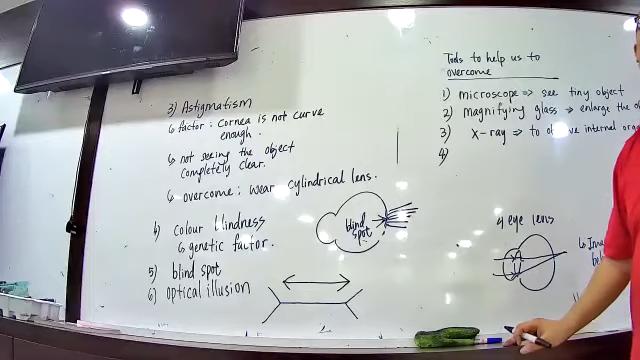 3) Astigmatism
↳ factor : Cornea is not curve
enough.
↳ not seeing the object
completely clear.
↳ overcome : wear cylindrical lens.
4) colour blindness
↳ genetic factor.
5) blind spot
6) optical illusion
blind
spot
Tools to help us to
overcome
1) microscope ⇒ see tiny object
2) magnifying glass ⇒ enlarge the
3) x-ray ⇒ to internal
4)
eye lens